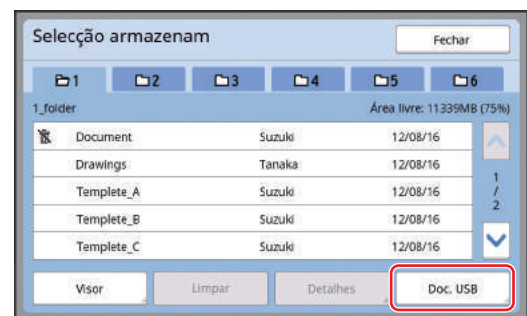 Selecção armazenam Fechar
1 2 3 4 5 6
1_folder Área livre: 11339MB (75%)
Document Suzuki 12/08/16
Drawings Tanaka 12/08/16
Templete_A Suzuki 12/08/16
Templete_B Suzuki 12/08/16
Templete_C Suzuki 12/08/16
1
/
2
Visor Limpar Detalhes Doc. USB